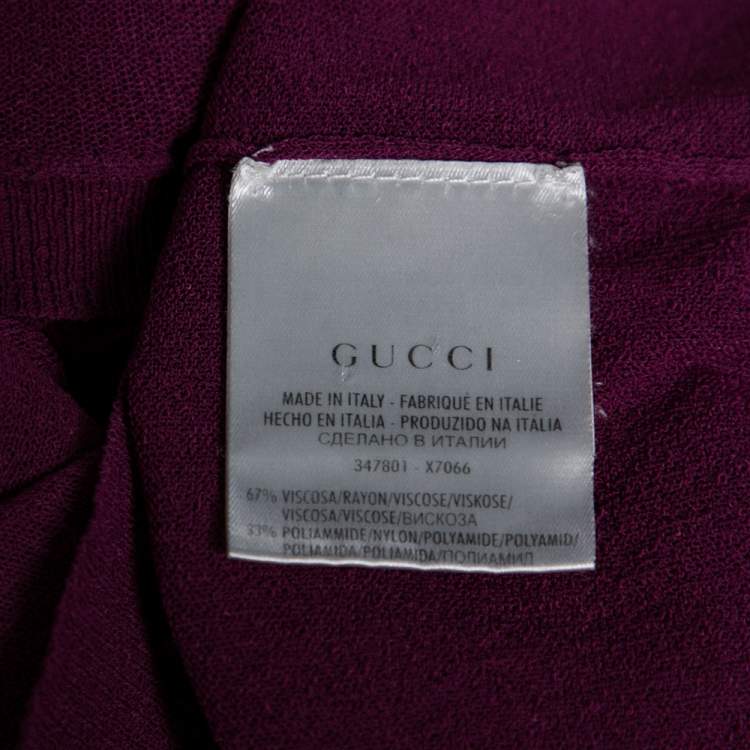 GUCCI
MADE IN ITALY - FABRIQUÉ EN ITALIE
HECHO EN ITALIA - PRODUZIDO NA ITÁLIA
СДЕЛАНО В ИТАЛИИ
347801 - X7066
67% VISCOSA/RAYON/VISCOSE/VISKOSE/
VISCOSA/VISCOSE/ВИСКОЗА
33% POLIAMMIDE/NYLON/POLYAMIDE/POLYAMID/
POLIAMIDA/POLIAMIDA/ПОЛИАМИД